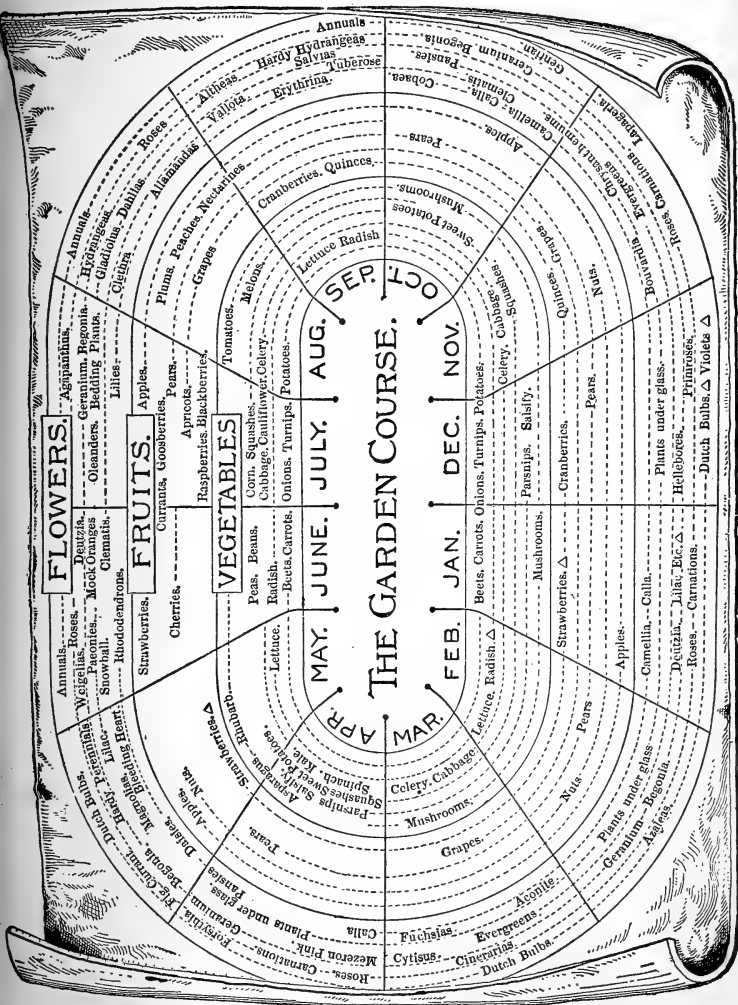 THE GARDEN COURSE.
FLOWERS.
FRUITS.
VEGETABLES
JAN.
FEB.
MAR.
APR.
MAY.
JUNE.
JULY.
AUG.
SEP.
OCT.
NOV.
DEC.
Annuals.
Roses.
Deutzia.
Weigelias.
Paeonies.
Mock Oranges
Snowball.
Clematis.
Rhododendrons.
Agapanthus.
Geranium. Begonia.
Oleanders. Bedding Plants.
Lilies.
Annuals.
Roses
Hydrangeas.
Gladiolus. Dahlias.
Clethra
Allamandas
Annuals
Hardy Hydrangeas
Altheas.
Salvias
Tuberose
Vallota.
Erythrina.
Gentian.
Geranium Begonia.
Pansies
Clematis
Calla
Cobaea
Camellia
Chrysanthemums
Lapageria.
Roses. Carnations
Evergreens
Bouvardia.
Plants under glass.
Hellebores.
Primroses.
Dutch Bulbs. △ Violets △
Camellia. Calla.
Deutzia. Lilac Etc. △
Roses. Carnations.
Plants under glass
Geranium Begonia.
Azaleas.
Aconite
Fuchsias.
Evergreens
Cytisus.
Cinerarias.
Dutch Bulbs.
Calla
Plants under glass
Pansies
Mezeron Pink
Geranium
Carnations
Roses.
Forsythia.
Dutch Bulbs.
Hardy Perennials
Lilac.
Magnolias.
Bleeding Heart
Daisies.
Begonia.
Fig. Currant.
Strawberries.
Cherries.
Currants. Goosberries.
Apples.
Pears.
Apricots.
Raspberries. Blackberries.
Plums. Peaches. Nectarines
Grapes
Cranberries. Quinces.
Apples.
Pears
Quinces. Grapes
Nuts.
Cranberries.
Pears.
Strawberries. △
Apples.
Pears
Nuts
Grapes.
Pears.
Strawberries. △
Apples. Nuts.
Peas. Beans.
Radish.
Beets. Carrots.
Corn. Squashes.
Cabbage. Cauliflower. Celery.
Onions. Turnips. Potatoes.
Tomatoes.
Melons.
Lettuce Radish
Mushrooms.
Sweet Potatoes
Cabbage.
Squashes
Celery.
Beets. Carrots. Onions. Turnips. Potatoes.
Parsnips. Salsify.
Mushrooms.
Lettuce. Radish. △
Celery. Cabbage.
Mushrooms.
Asparagus Rhubarb
Parsnips Salsify. Potatoes.
Squashes Sweet
Spinach. Kale.
Lettuce.